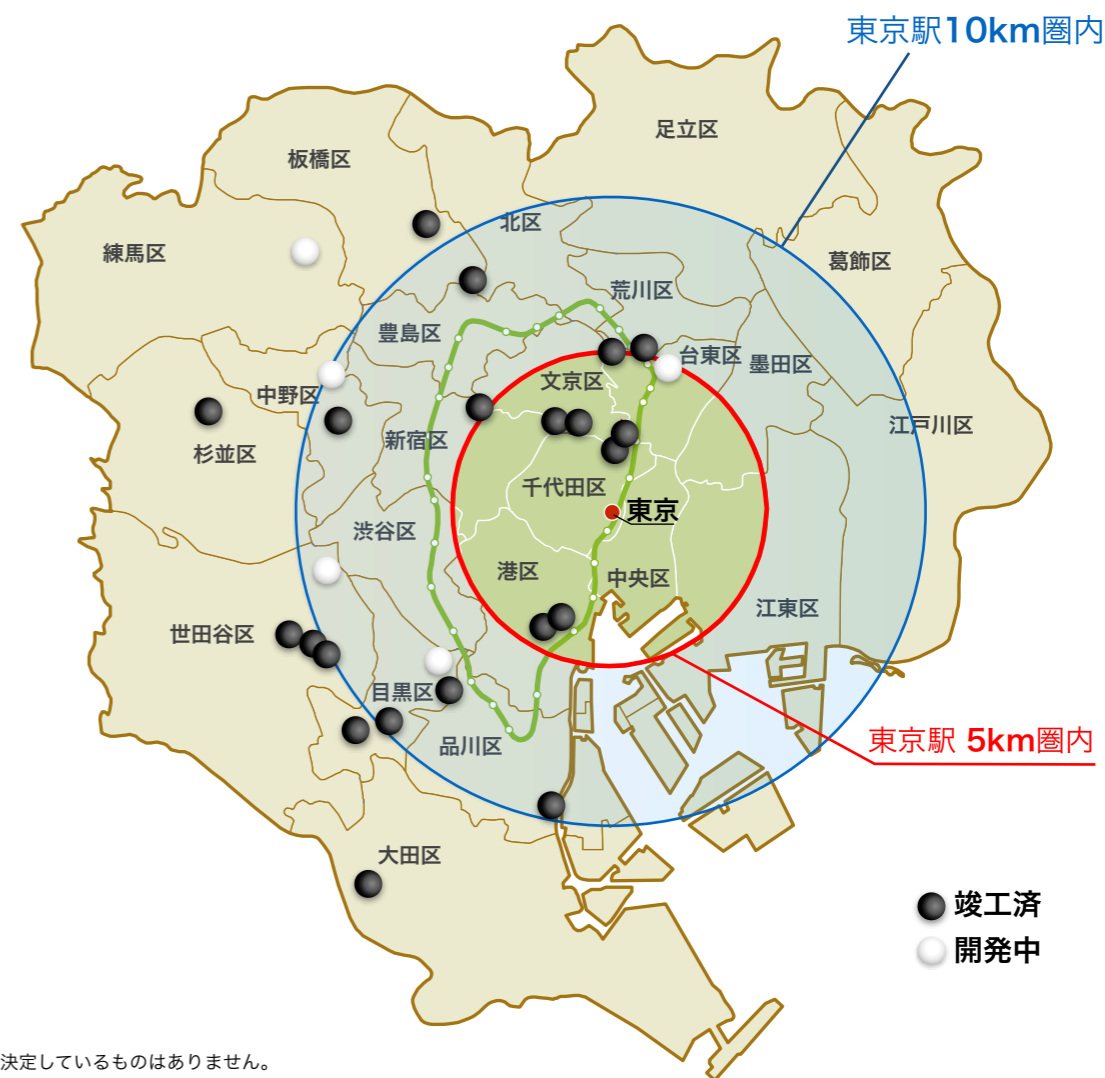 東京駅10km圏内
足立区
板橋区
北区
練馬区
葛飾区
荒川区
豊島区
台東区
墨田区
文京区
中野区
江戸川区
新宿区
杉並区
千代田区
東京
渋谷区
港区
中央区
江東区
世田谷区
目黒区
品川区
東京駅 5km圏内
大田区
竣工済
開発中
決定しているものはありません。